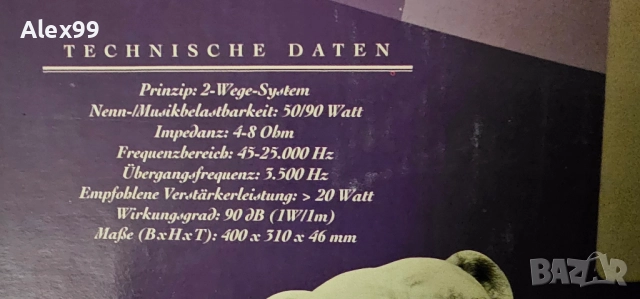 Alex99
TECHNISCHE DATEN
Prinzip: 2-Wege-System
Nenn-/Musikbelastbarkeit: 50/90 Watt
Impedanz: 4-8 Ohm
Frequenzbereich: 45-25.000 Hz
Übergangsfrequenz: 3.500 Hz
Empfohlene Verstärkerleistung: > 20 Watt
Wirkungsgrad: 90 dB (1W/1m)
Maße (BxHxT): 400 x 310 x 46 mm
BAZAR
bg